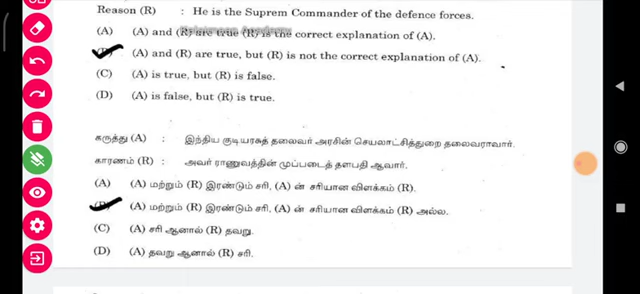 Reason (R) : He is the Suprem Commander of the defence forces.
(A) (A) and (R) are true (R) is the correct explanation of (A).
(A) and (R) are true, but (R) is not the correct explanation of (A).
(C) (A) is true, but (R) is false.
(D) (A) is false, but (R) is true.
கருத்து (A) : இந்திய குடியரசுத் தலைவர் அரசின் செயலாட்சித்துறை தலைவராவார்.
காரணம் (R) : அவர் ராணுவத்தின் முப்படைத் தளபதி ஆவார்.
(A) (A) மற்றும் (R) இரண்டும் சரி, (A) ன் சரியான விளக்கம் (R).
(A) மற்றும் (R) இரண்டும் சரி, (A) ன் சரியான விளக்கம் (R) அல்ல.
(C) (A) சரி ஆனால் (R) தவறு.
(D) (A) தவறு ஆனால் (R) சரி.